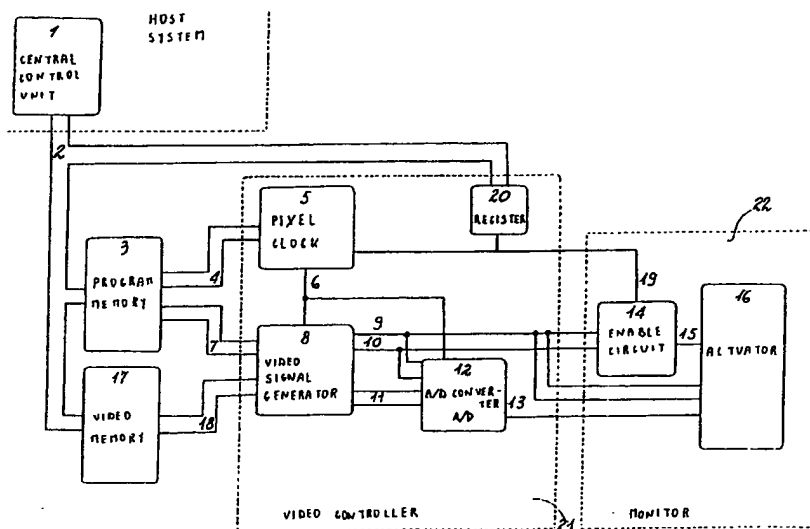 HOST
SYSTEM
1
CENTRAL
CONTROL
UNIT
2
20
REGISTER
5
PIXEL
CLOCK
22
3
PROGRAM
MEMORY
4
6
19
14
ENABLE
CIRCUIT
15
16
ACTUATOR
7
8
VIDEO
SIGNAL
GENERATOR
9
10
11
12
A/D CONVER-
TER
A/D
13
17
VIDEO
MEMORY
18
VIDEO CONTROLLER
21
MONITOR